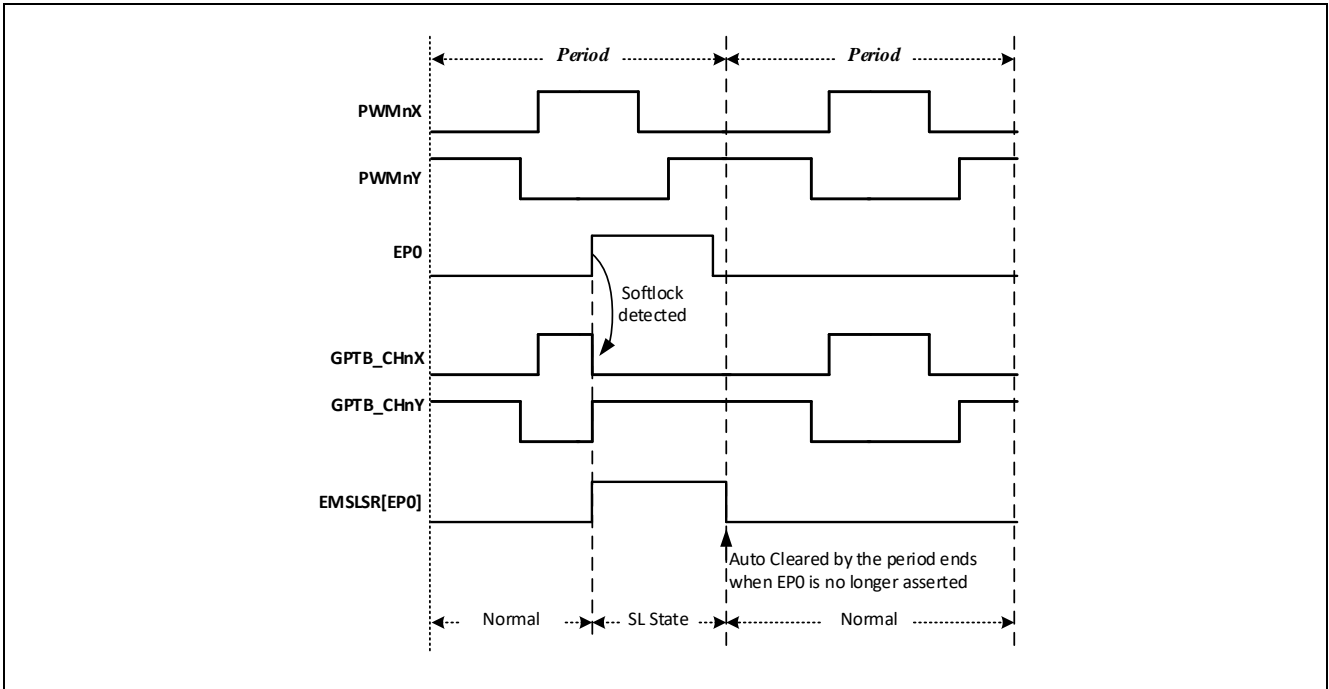 Period Period
PWMnX
PWMnY
EP0
Softlock
detected
GPTB_CHnX
GPTB_CHnY
EMSLSR[EP0]
Auto Cleared by the period ends
when EP0 is no longer asserted
Normal SL State Normal